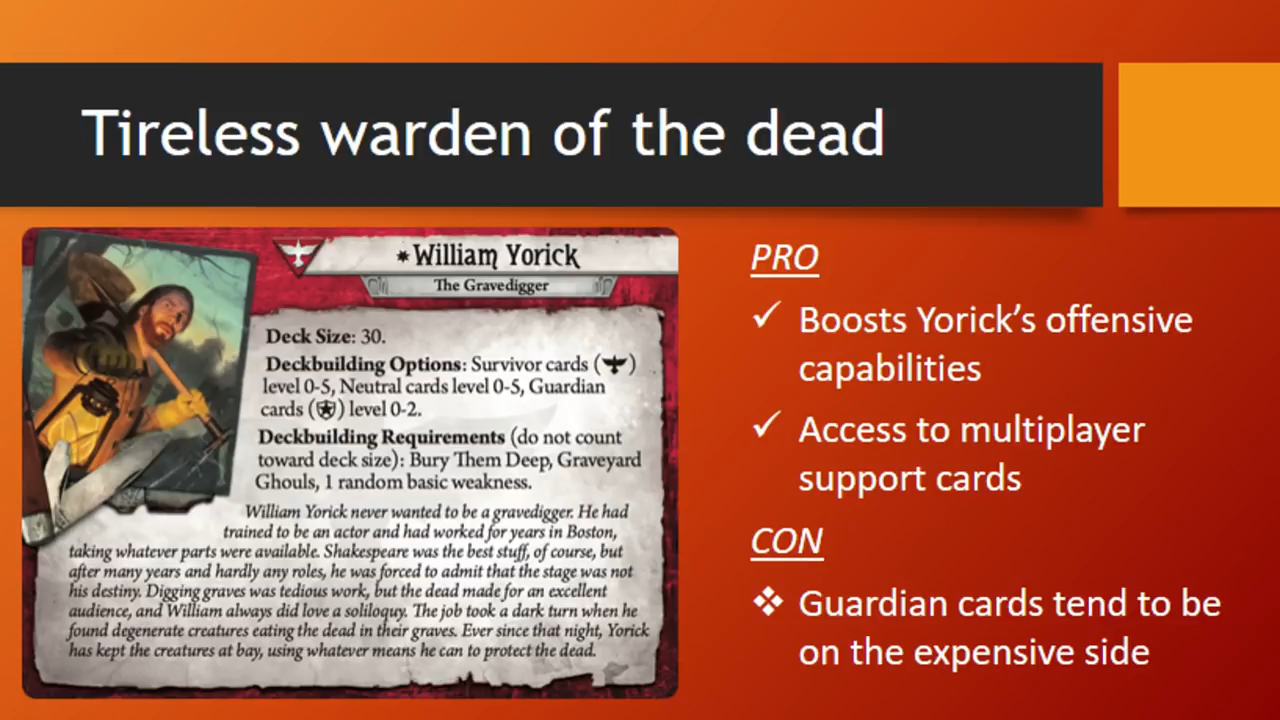 Tireless warden of the dead
✷William Yorick
The Gravedigger
Deck Size: 30.
Deckbuilding Options: Survivor cards ( )
level 0-5, Neutral cards level 0-5, Guardian
cards ( ) level 0-2.
Deckbuilding Requirements (do not count
toward deck size): Bury Them Deep, Graveyard
Ghouls, 1 random basic weakness.
William Yorick never wanted to be a gravedigger. He had
trained to be an actor and had worked for years in Boston,
taking whatever parts were available. Shakespeare was the best stuff, of course, but
after many years and hardly any roles, he was forced to admit that the stage was not
his destiny. Digging graves was tedious work, but the dead made for an excellent
audience, and William always did love a soliloquy. The job took a dark turn when he
found degenerate creatures eating the dead in their graves. Ever since that night, Yorick
has kept the creatures at bay, using whatever means he can to protect the dead.
PRO
✓ Boosts Yorick’s offensive
capabilities
✓ Access to multiplayer
support cards
CON
❖ Guardian cards tend to be
on the expensive side